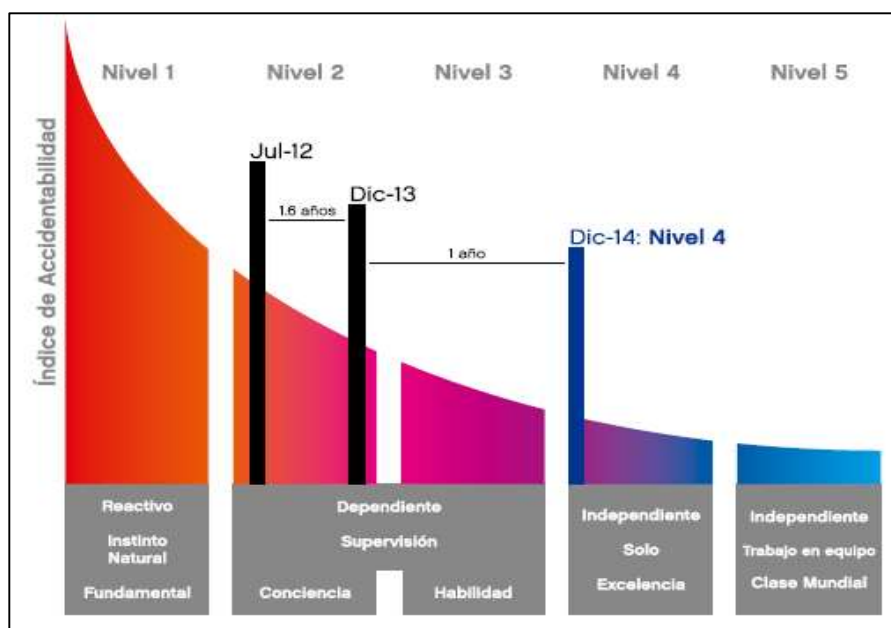 Nivel 1
Nivel 2
Nivel 3
Nivel 4
Nivel 5
Índice de Accidentabilidad
Jul-12
1.6 años
Dic-13
1 año
Dic-14: Nivel 4
Reactivo
Instinto
Natural
Fundamental
Dependiente
Supervisión
Conciencia
Habilidad
Independiente
Solo
Excelencia
Independiente
Trabajo en equipo
Clase Mundial